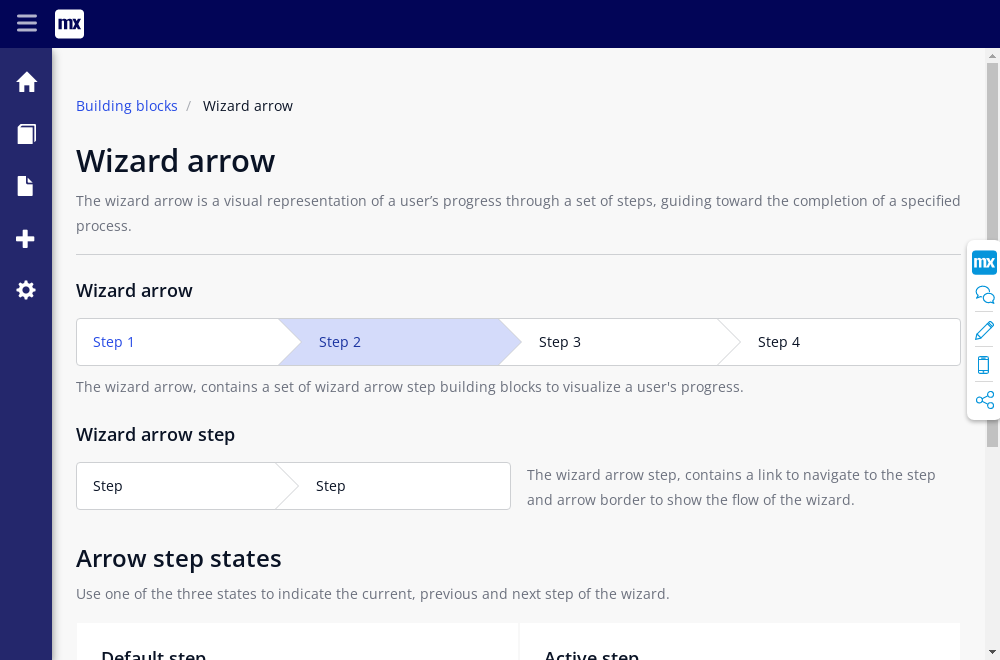 mx
Building blocks / Wizard arrow
Wizard arrow
The wizard arrow is a visual representation of a user’s progress through a set of steps, guiding toward the completion of a specified
process.
Wizard arrow
Step 1 Step 2 Step 3 Step 4
mx
The wizard arrow, contains a set of wizard arrow step building blocks to visualize a user's progress.
Wizard arrow step
Step Step
The wizard arrow step, contains a link to navigate to the step
and arrow border to show the flow of the wizard.
Arrow step states
Use one of the three states to indicate the current, previous and next step of the wizard.
Default step Active step